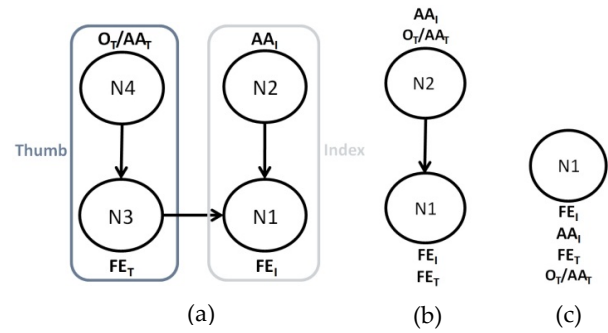 O_T/AA_T
AA_I
N4
N2
Thumb
Index
N3
N1
FE_T
FE_I
(a)
AA_I
O_T/AA_T
N2
N1
FE_I
FE_T
(b)
N1
FE_I
AA_I
FE_T
O_T/AA_T
(c)